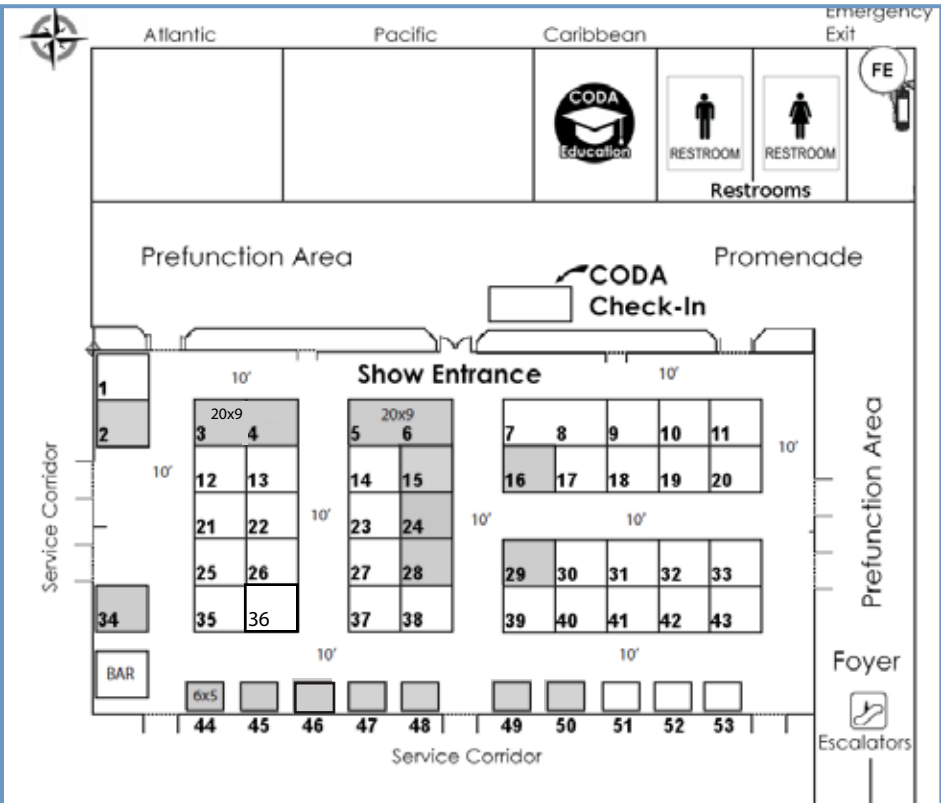 Emergency
Atlantic Pacific Caribbean Exit
FE
CODA
Education
RESTROOM RESTROOM
Restrooms
Prefunction Area Promenade
CODA
Check-In
Show Entrance
10' 10'
1
20x9 20x9
2 3 4 5 6 7 8 9 10 11
10'
Prefunction Area
Service Corridor
10'
12 13 14 15 16 17 18 19 20
10' 10' 10'
21 22 23 24
25 26 27 28 29 30 31 32 33
34 35 36 37 38 39 40 41 42 43
10' 10'
BAR
Foyer
6x5
44 45 46 47 48 49 50 51 52 53
Escalators
Service Corridor